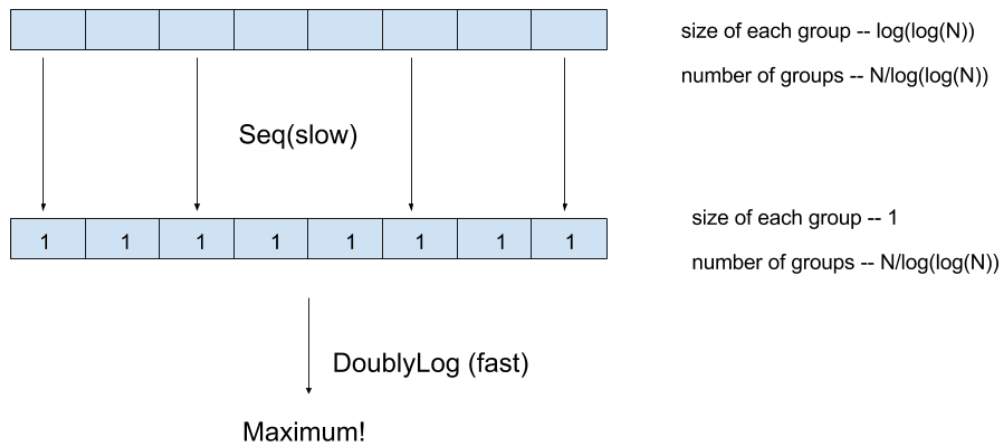 size of each group -- log(log(N))
number of groups -- N/log(log(N))
Seq(slow)
1 1 1 1 1 1 1 1
size of each group -- 1
number of groups -- N/log(log(N))
DoublyLog (fast)
Maximum!